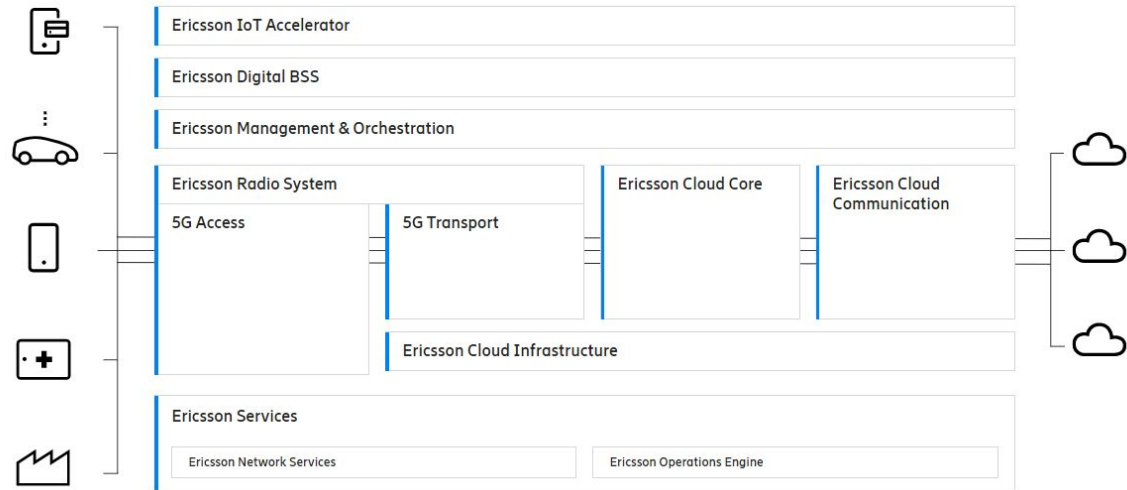 Ericsson IoT Accelerator
Ericsson Digital BSS
Ericsson Management & Orchestration
Ericsson Radio System
5G Access
5G Transport
Ericsson Cloud Core
Ericsson Cloud
Communication
Ericsson Cloud Infrastructure
Ericsson Services
Ericsson Network Services
Ericsson Operations Engine